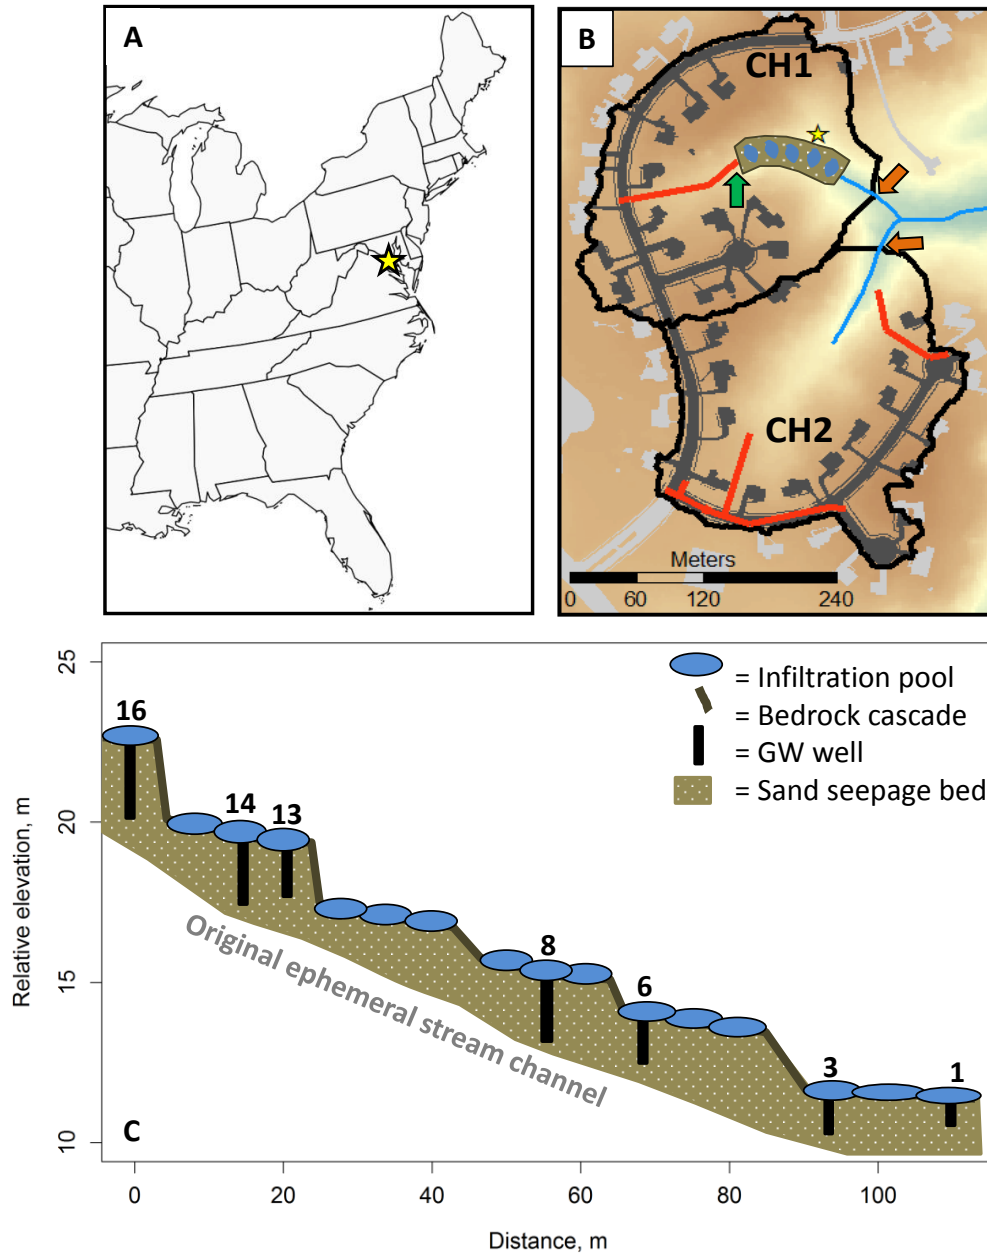 A
B
CH1
CH2
Meters
0 60 120 240
25
20
15
10
Relative elevation, m
16
14
13
8
6
3
1
= Infiltration pool
= Bedrock cascade
= GW well
= Sand seepage bed
Original ephemeral stream channel
C
0 20 40 60 80 100
Distance, m